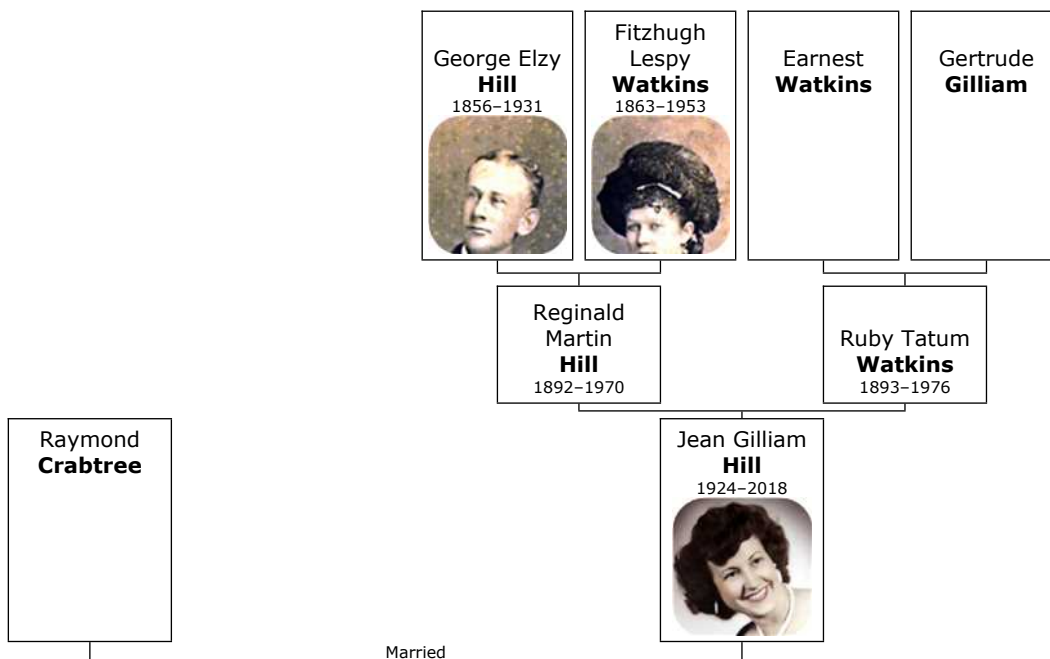 George Elzy
Hill
1856–1931
Fitzhugh
Lespy
Watkins
1863–1953
Earnest
Watkins
Gertrude
Gilliam
Reginald
Martin
Hill
1892–1970
Ruby Tatum
Watkins
1893–1976
Raymond
Crabtree
Jean Gilliam
Hill
1924–2018
Married